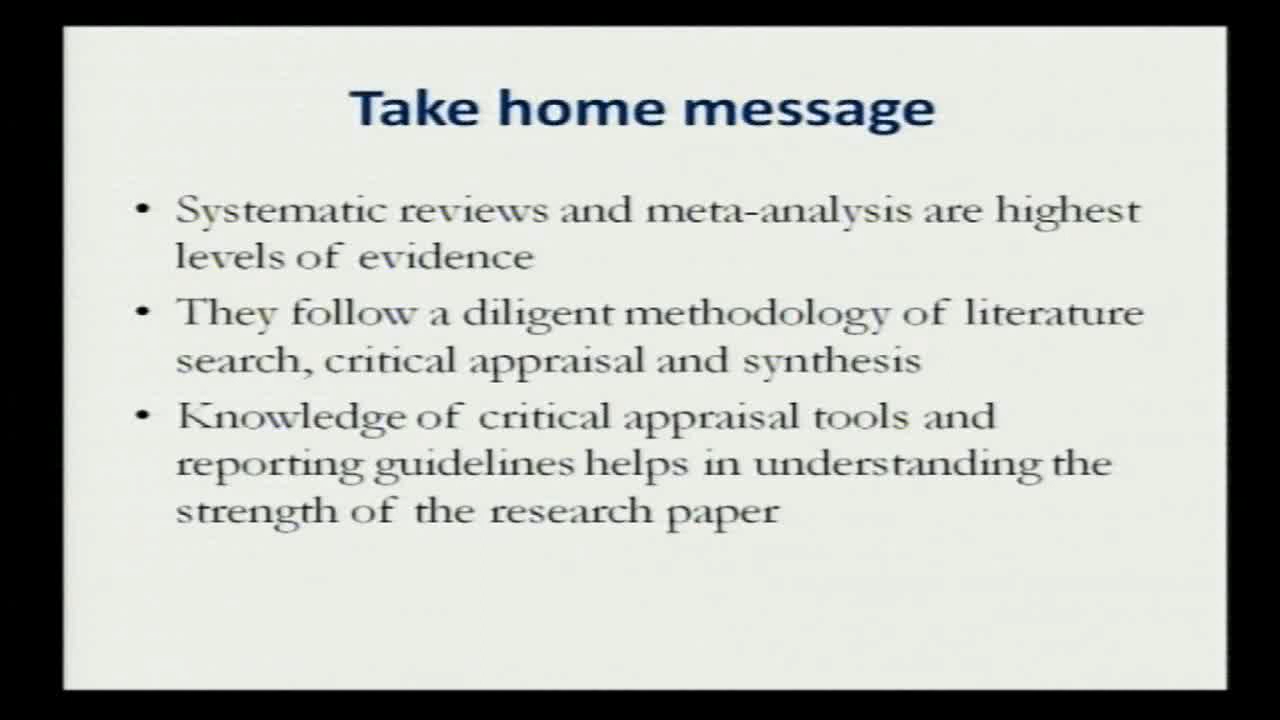 Take home message
• Systematic reviews and meta-analysis are highest
levels of evidence
• They follow a diligent methodology of literature
search, critical appraisal and synthesis
• Knowledge of critical appraisal tools and
reporting guidelines helps in understanding the
strength of the research paper